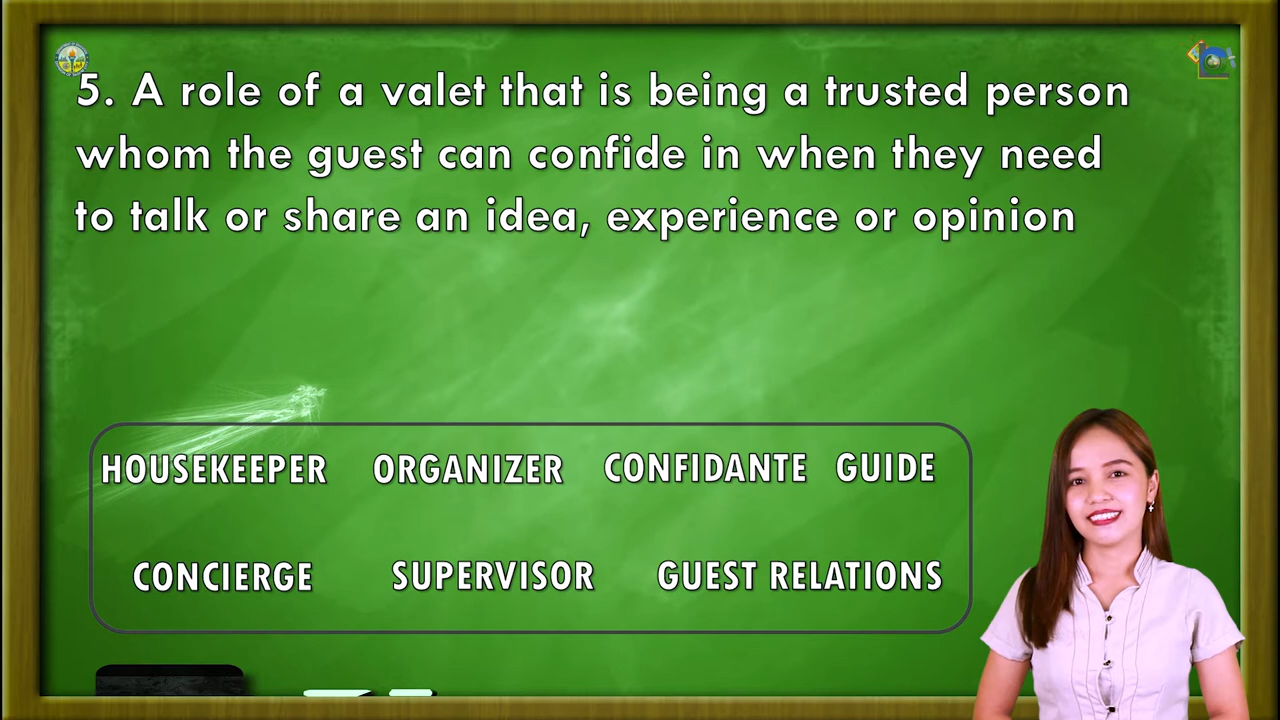 5. A role of a valet that is being a trusted person
whom the guest can confide in when they need
to talk or share an idea, experience or opinion
HOUSEKEEPER ORGANIZER CONFIDANTE GUIDE
CONCIERGE SUPERVISOR GUEST RELATIONS